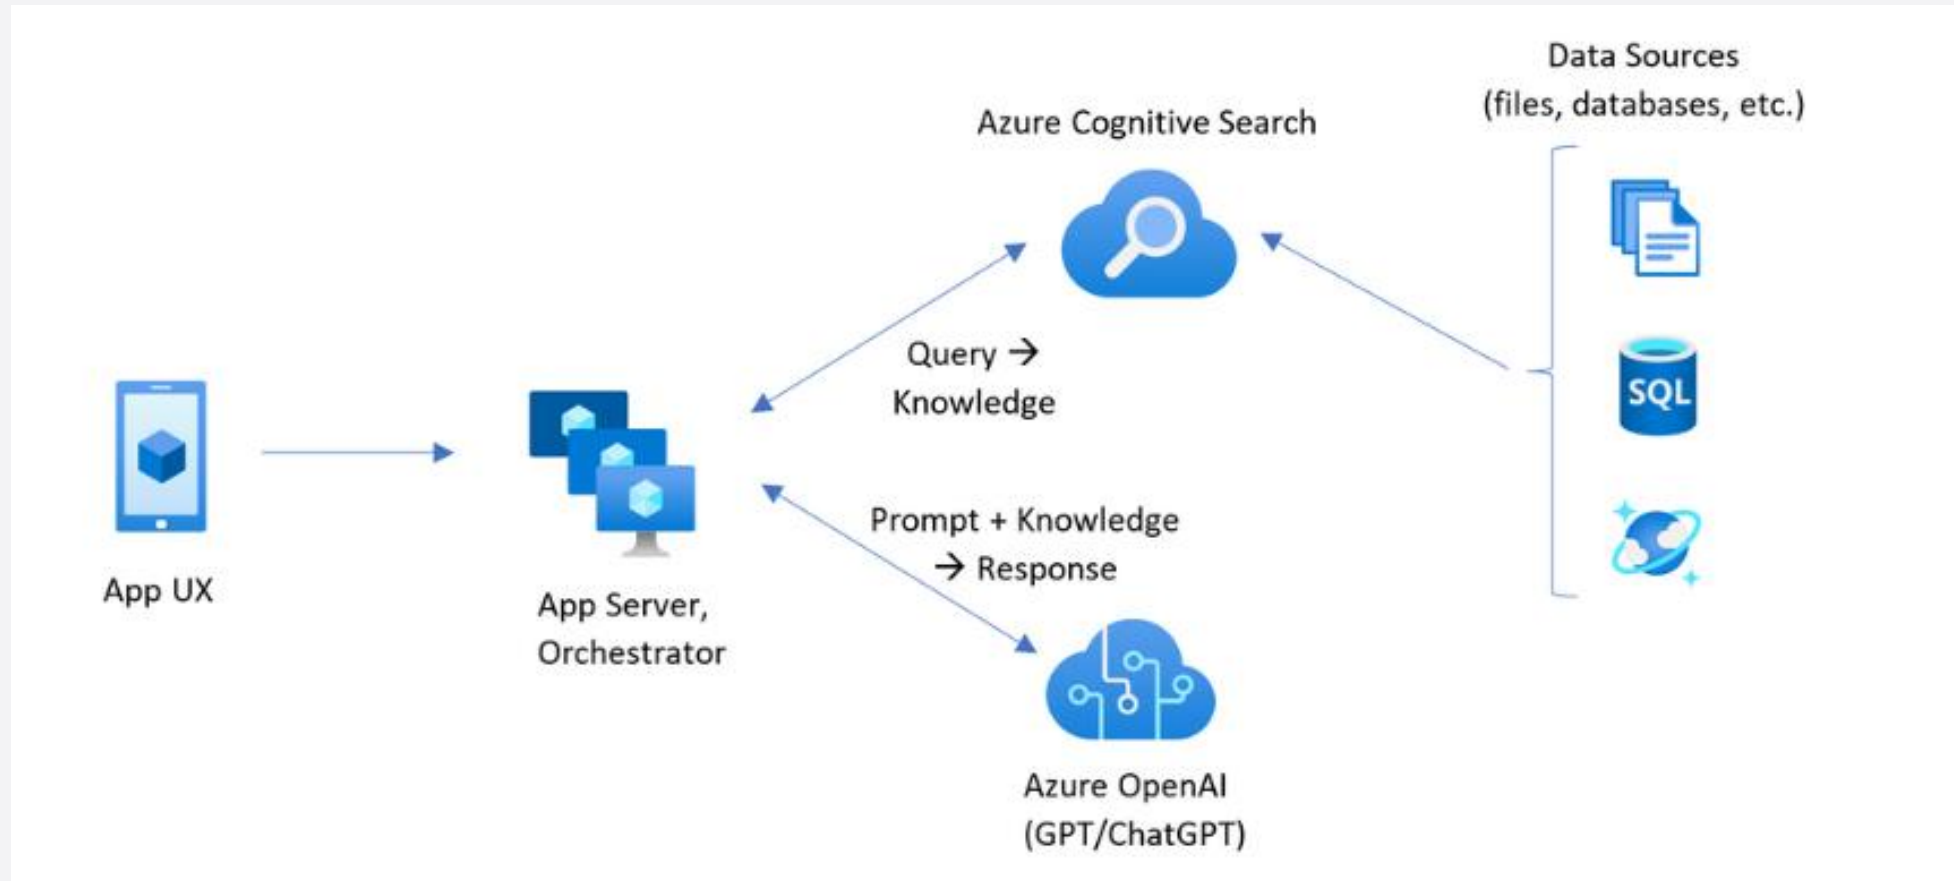 Data Sources
(files, databases, etc.)
Azure Cognitive Search
SQL
Query →
Knowledge
App UX
App Server,
Orchestrator
Prompt + Knowledge
→ Response
Azure OpenAI
(GPT/ChatGPT)